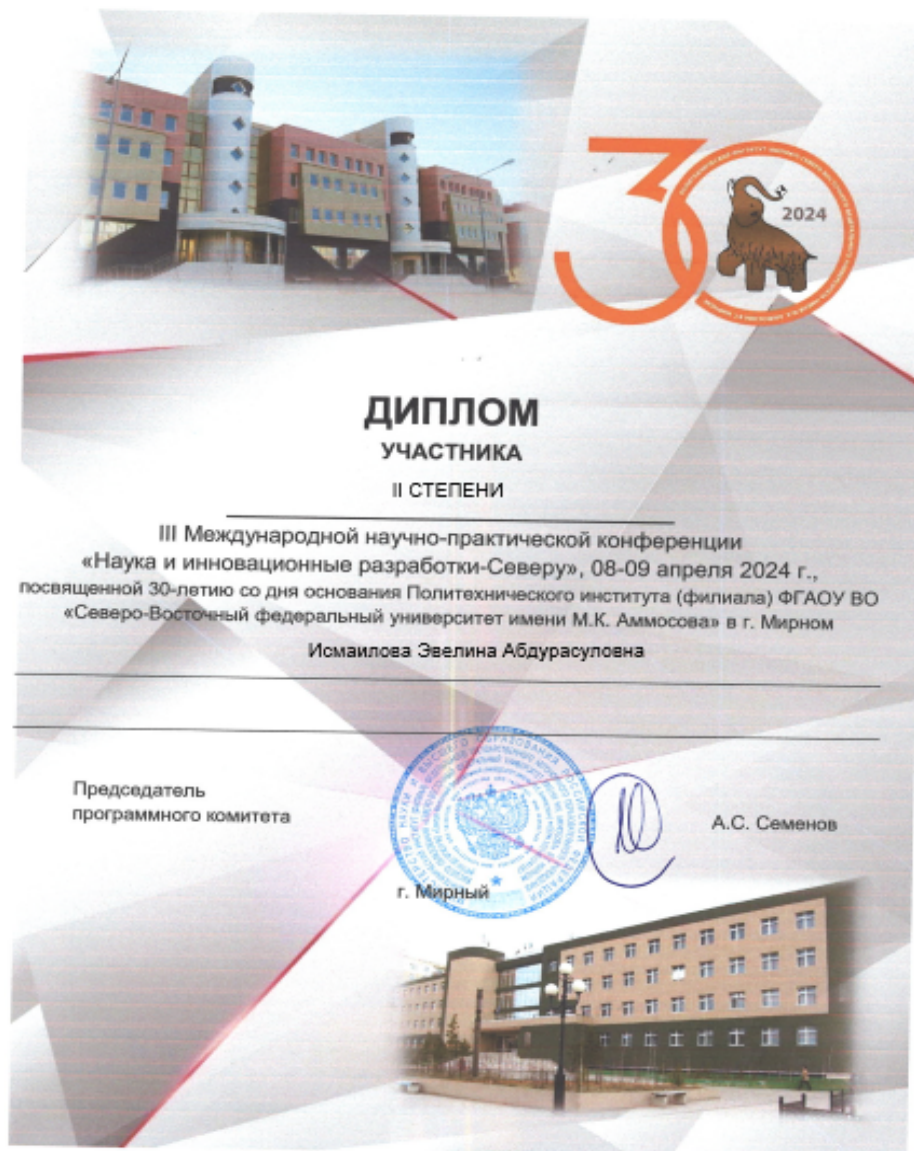 30
2024
ДИПЛОМ
УЧАСТНИКА
II СТЕПЕНИ
III Международной научно-практической конференции
«Наука и инновационные разработки-Северу», 08-09 апреля 2024 г.,
посвященной 30-летию со дня основания Политехнического института (филиала) ФГАОУ ВО
«Северо-Восточный федеральный университет имени М.К. Аммосова» в г. Мирном
Исмаилова Эвелина Абдурасуловна
Председатель
программного комитета
А.С. Семенов
г. Мирный